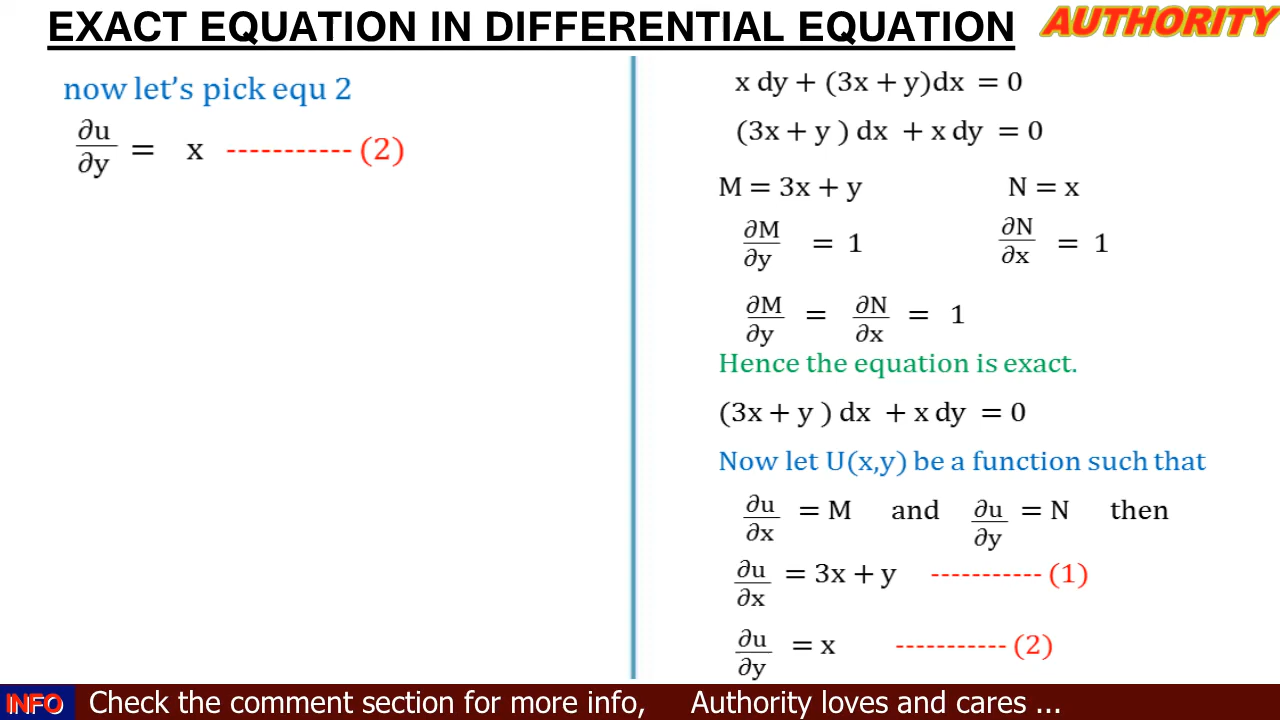 EXACT EQUATION IN DIFFERENTIAL EQUATION
AUTHORITY
now let's pick equ 2
∂u/∂y = x ----------- (2)
x dy + (3x + y)dx = 0
(3x + y ) dx + x dy = 0
M = 3x + y N = x
∂M/∂y = 1 ∂N/∂x = 1
∂M/∂y = ∂N/∂x = 1
Hence the equation is exact.
(3x + y ) dx + x dy = 0
Now let U(x,y) be a function such that
∂u/∂x = M and ∂u/∂y = N then
∂u/∂x = 3x + y ----------- (1)
∂u/∂y = x ----------- (2)
INFO Check the comment section for more info, Authority loves and cares ...